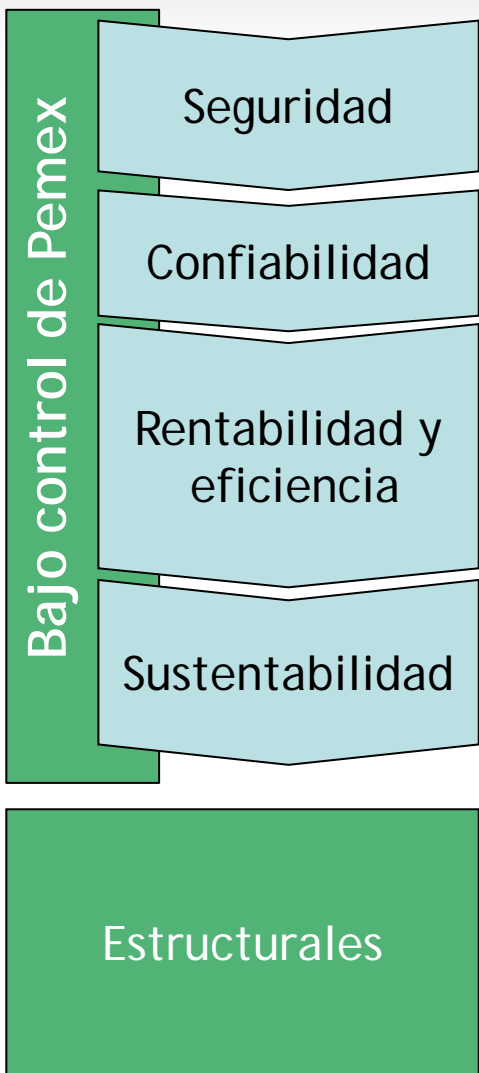 Bajo control de Pemex
Seguridad
Confiabilidad
Rentabilidad y
eficiencia
Sustentabilidad
Estructurales